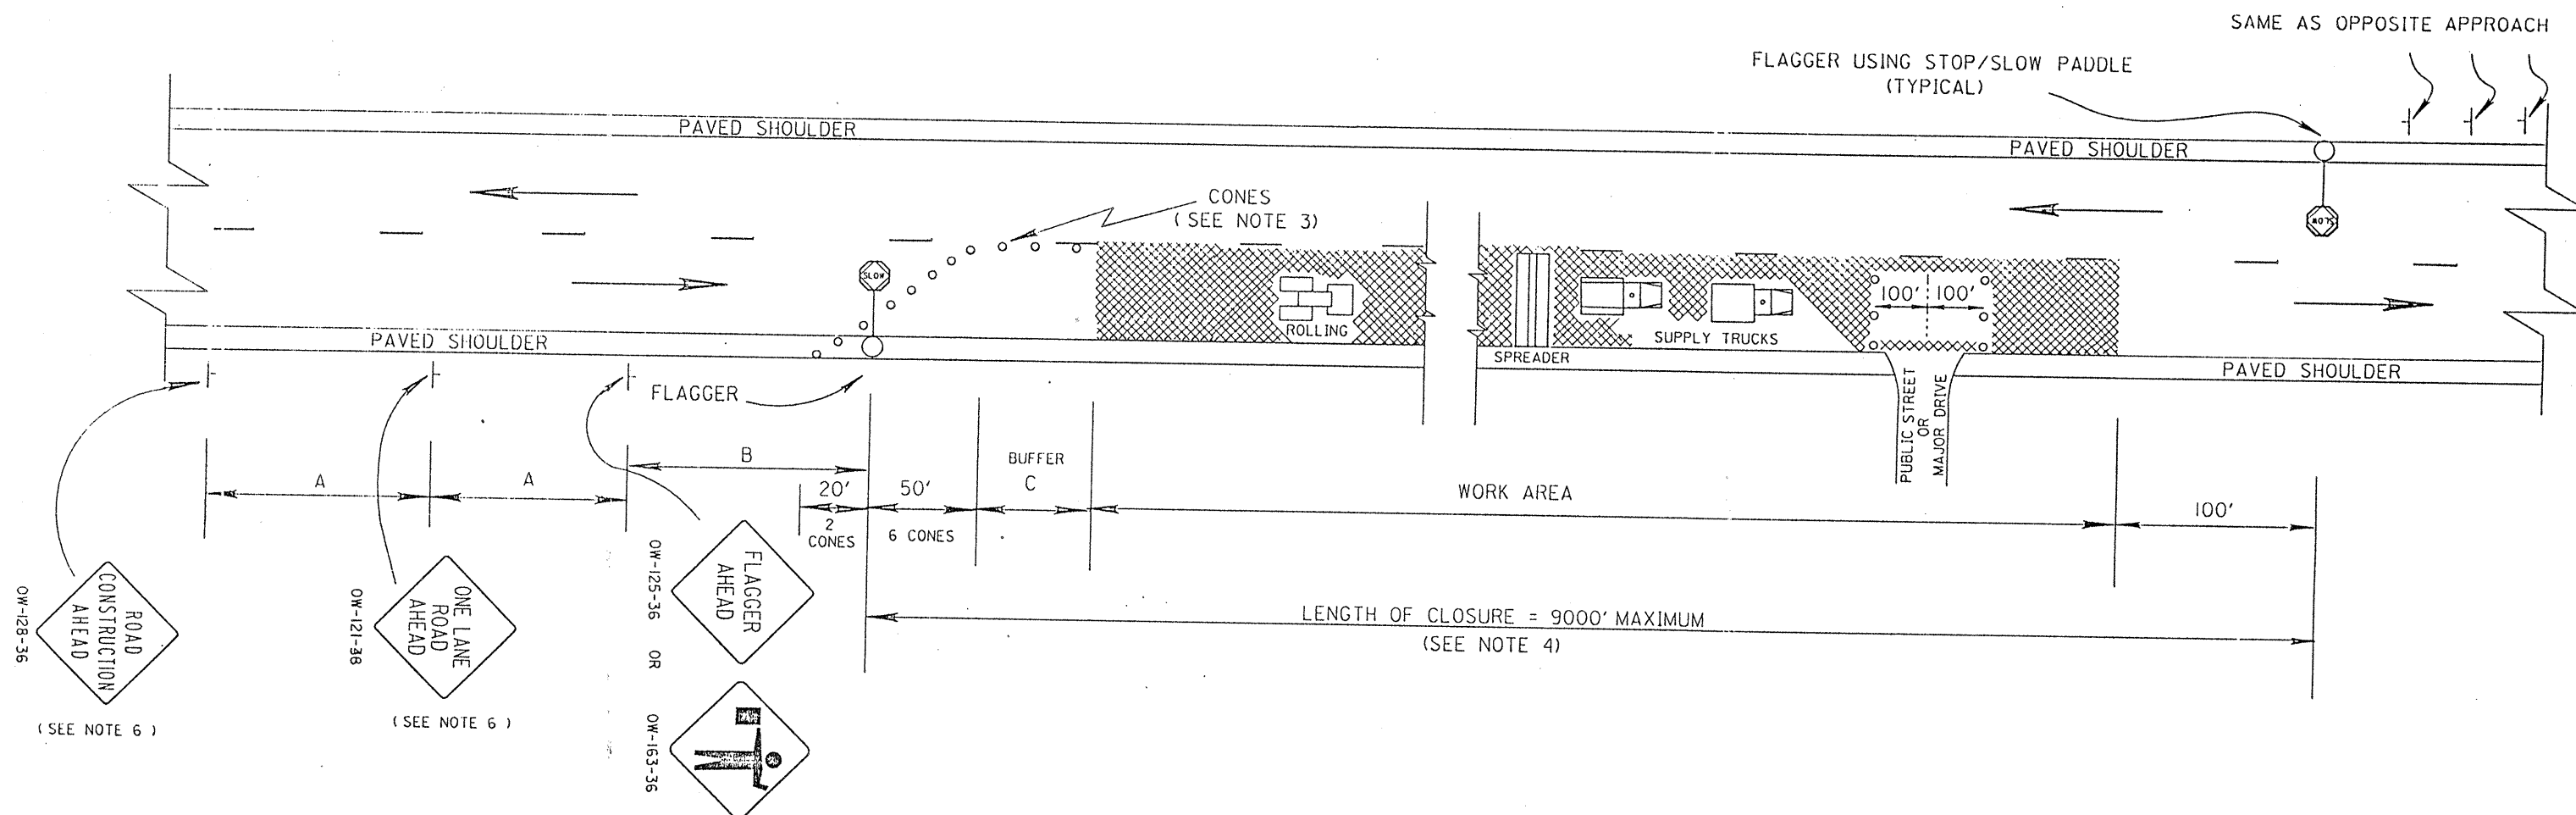 SAME AS OPPOSITE APPROACH
FLAGGER USING STOP/SLOW PADDLE
(TYPICAL)
PAVED SHOULDER
PAVED SHOULDER
CONES
(SEE NOTE 3)
SLOW
SLOW
100' 100'
ROLLING
SPREADER
SUPPLY TRUCKS
PAVED SHOULDER
PAVED SHOULDER
FLAGGER
PUBLIC STREET
OR
MAJOR DRIVE
A
A
B
20'
2
CONES
50'
6 CONES
BUFFER
C
WORK AREA
100'
LENGTH OF CLOSURE = 9000' MAXIMUM
(SEE NOTE 4)
ROAD
CONSTRUCTION
AHEAD
OW-128-36
(SEE NOTE 6)
ONE LANE
ROAD
AHEAD
OW-121-36
(SEE NOTE 6)
FLAGGER
AHEAD
OW-125-36 OR OW-163-36